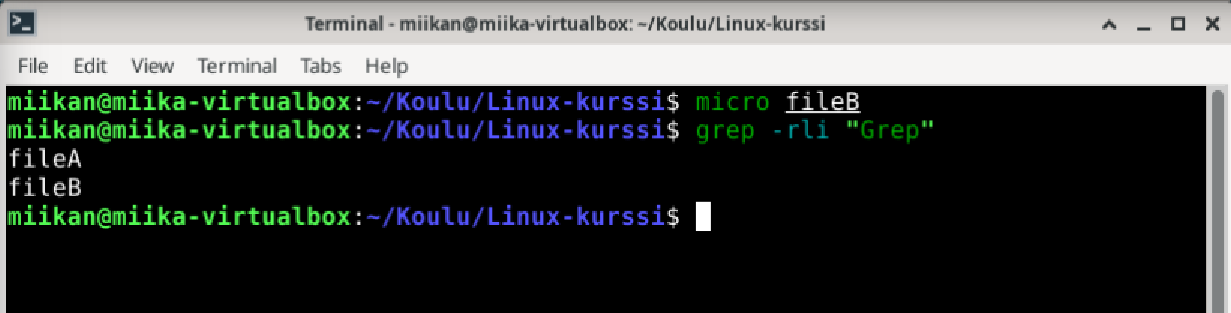 Terminal - miikan@miika-virtualbox: ~/Koulu/Linux-kurssi
File Edit View Terminal Tabs Help
miikan@miika-virtualbox:~/Koulu/Linux-kurssi$ micro fileB
miikan@miika-virtualbox:~/Koulu/Linux-kurssi$ grep -rli "Grep"
fileA
fileB
miikan@miika-virtualbox:~/Koulu/Linux-kurssi$